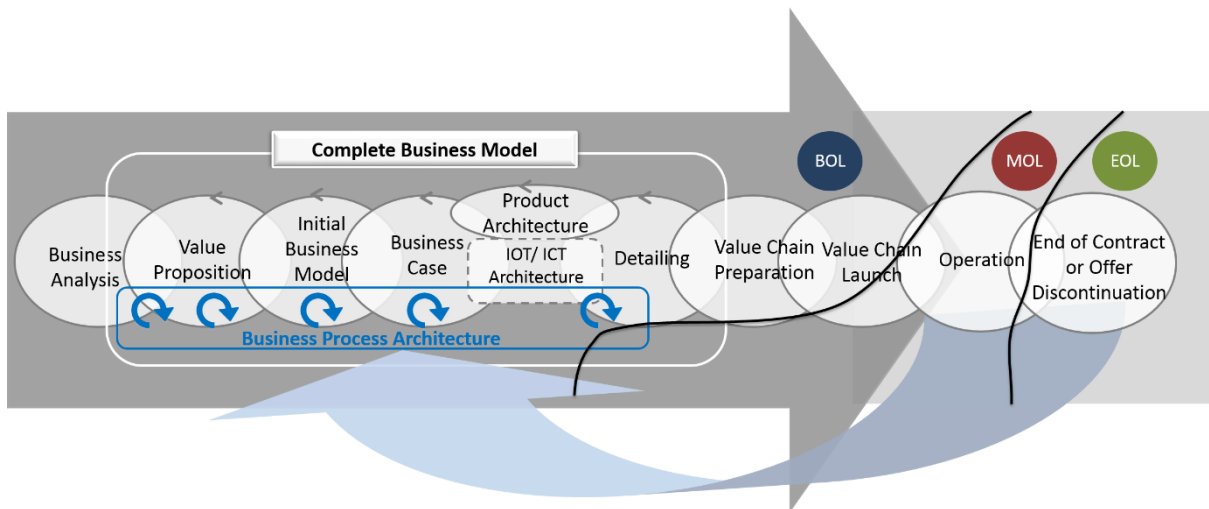 Complete Business Model
BOL
MOL
EOL
Business
Analysis
Value
Proposition
Initial
Business
Model
Business
Case
Product
Architecture
IOT/ ICT
Architecture
Detailing
Value Chain
Preparation
Value Chain
Launch
Operation
End of Contract
or Offer
Discontinuation
Business Process Architecture